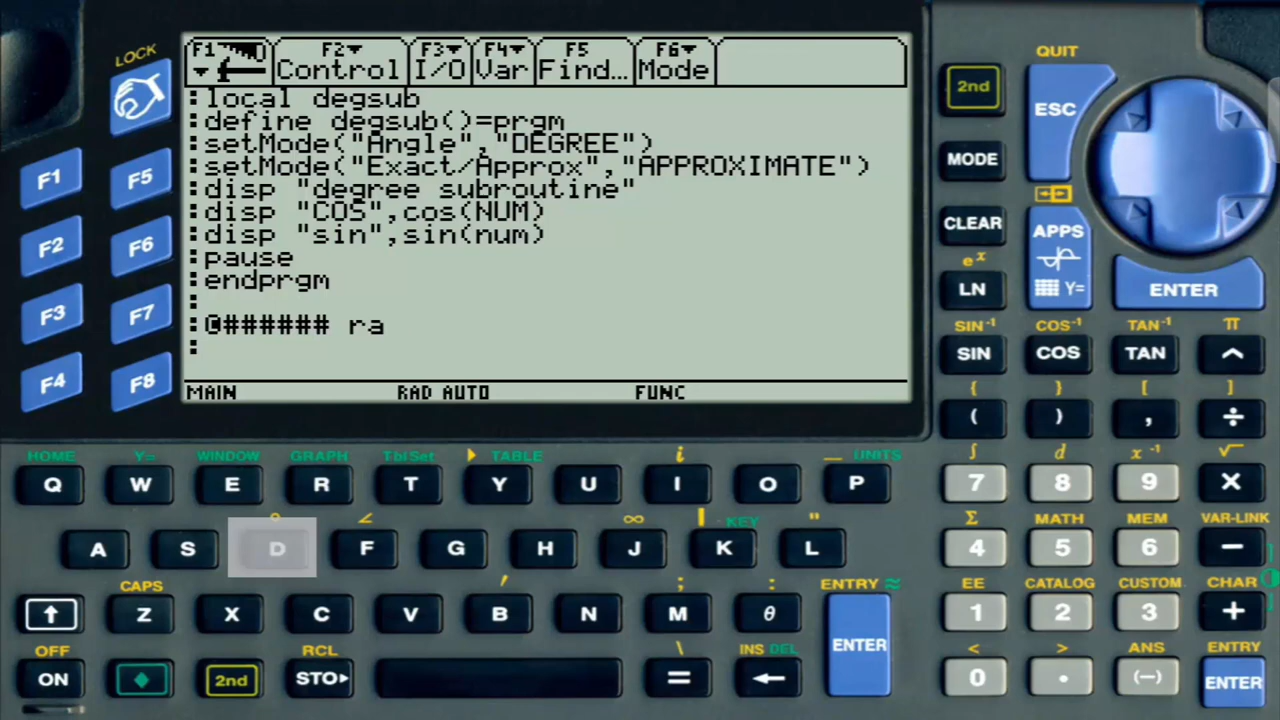 F1 F2 F3 F4 F5 F6
Control I/O Var Find... Mode
:local degsub
:define degsub()=prgm
:setMode("Angle","DEGREE")
:setMode("Exact/Approx","APPROXIMATE")
:disp "degree subroutine"
:disp "COS",cos(NUM)
:disp "sin",sin(num)
:pause
:endprgm
:
:©###### ra
:
MAIN RAD AUTO FUNC
LOCK
F1 F5
F2 F6
F3 F7
F4 F8
QUIT
2nd ESC
MODE
CLEAR APPS
eˣ
LN Y= ENTER
SIN⁻¹ COS⁻¹ TAN⁻¹ π
SIN COS TAN ^
{ } [ ]
( ) , ÷
HOME Y= WINDOW GRAPH TblSet TABLE i _ UNITS ∫ d x⁻¹ √
Q W E R T Y U I O P 7 8 9 X
° ∠ ∞ | KEY " Σ MATH MEM VAR-LINK
A S D F G H J K L 4 5 6 −
CAPS ' ; : ENTRY ≈ EE CATALOG CUSTOM CHAR
Z X C V B N M θ 1 2 3 +
OFF RCL \ INS DEL ENTER < > ANS ENTRY
ON 2nd STO▸ = ← 0 . (−) ENTER